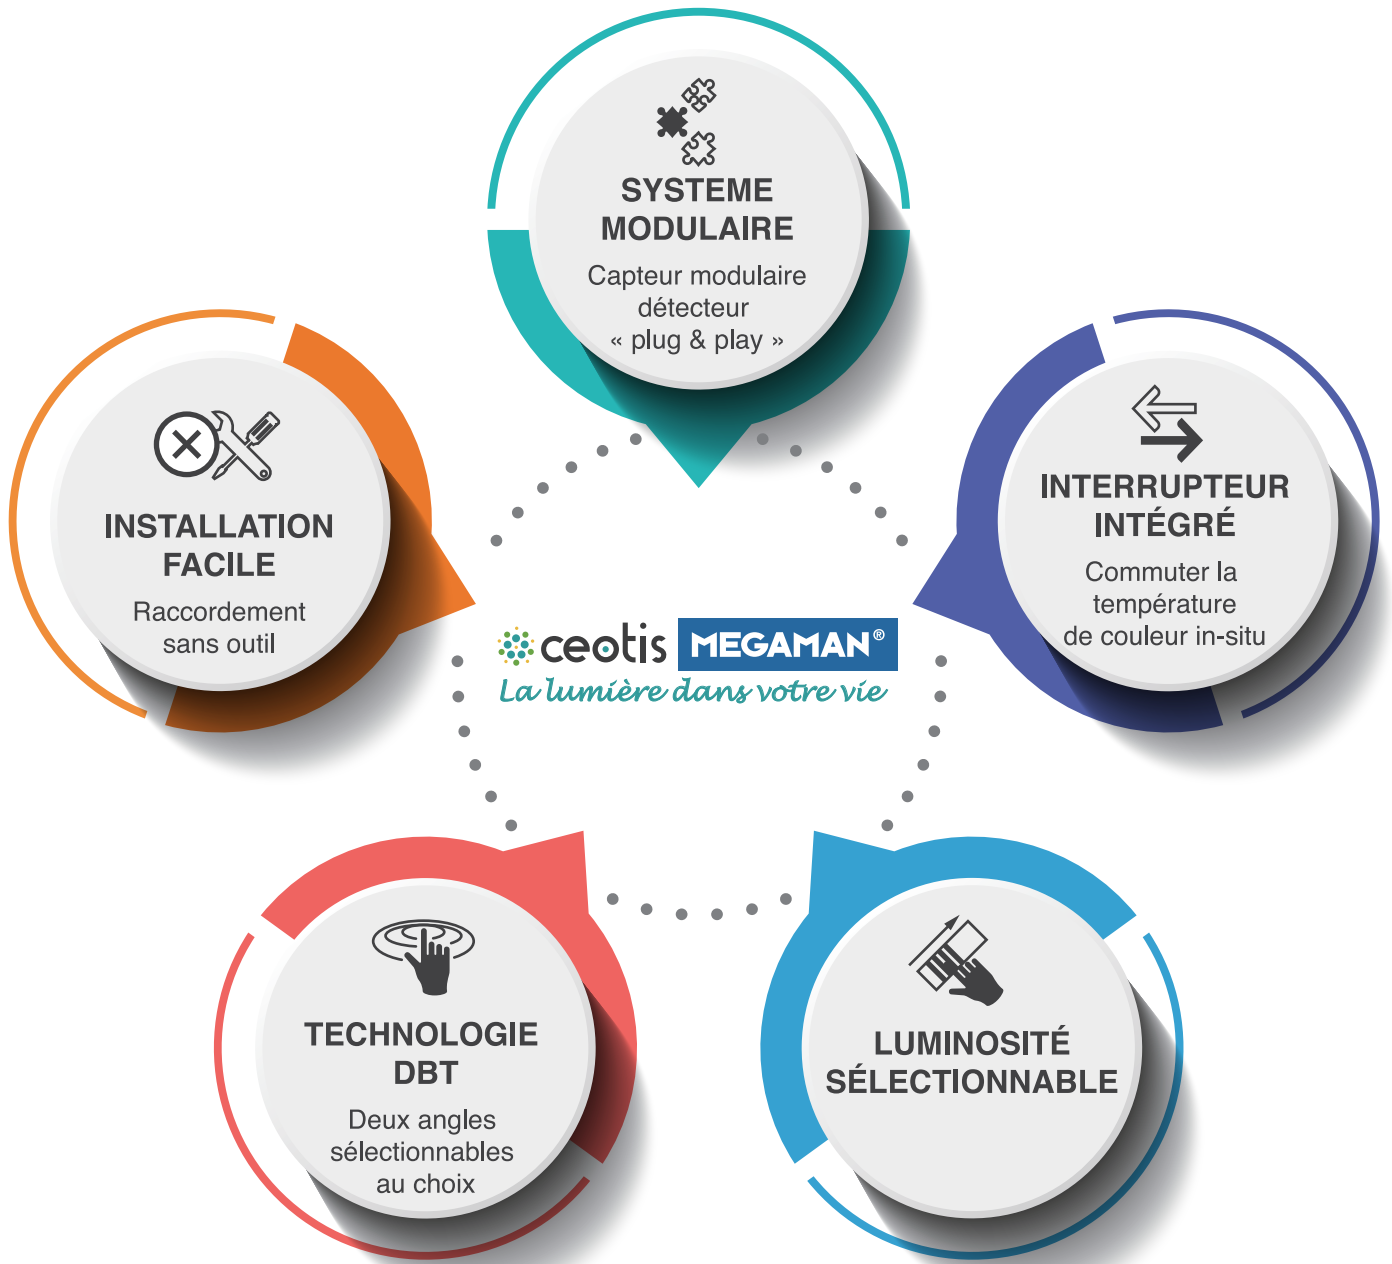 SYSTEME
MODULAIRE
Capteur modulaire
détecteur
« plug & play »
INSTALLATION
FACILE
Raccordement
sans outil
INTERRUPTEUR
INTÉGRÉ
Commuter la
température
de couleur in-situ
ceotis MEGAMAN®
La lumière dans votre vie
TECHNOLOGIE
DBT
Deux angles
sélectionnables
au choix
LUMINOSITÉ
SÉLECTIONNABLE